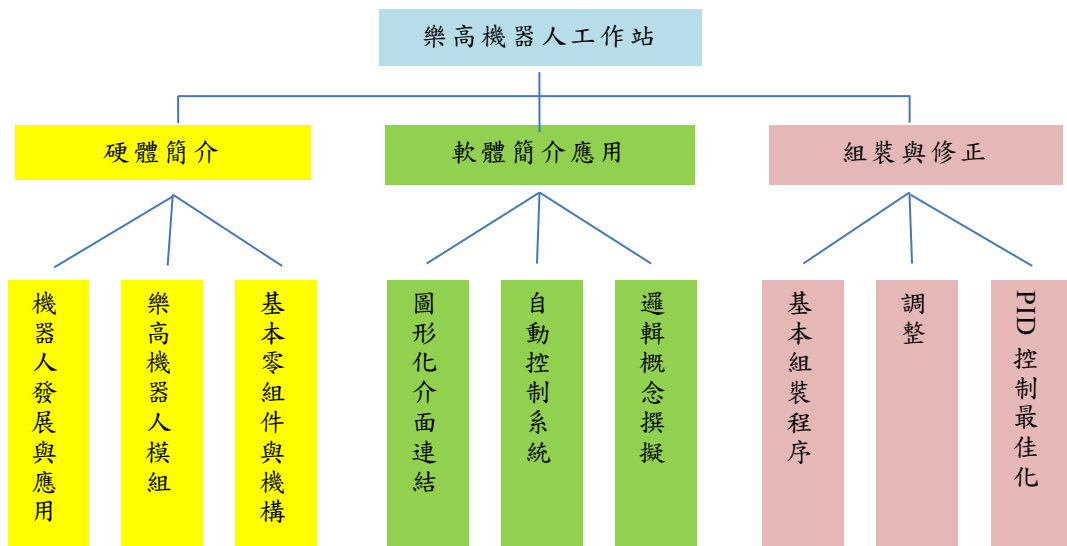 樂高機器人工作站
硬體簡介
軟體簡介應用
組裝與修正
機器人發展與應用
樂高機器人模組
基本零組件與機構
圖形化介面連結
自動控制系統
邏輯概念撰擬
基本組裝程序
調整
PID 控制最佳化